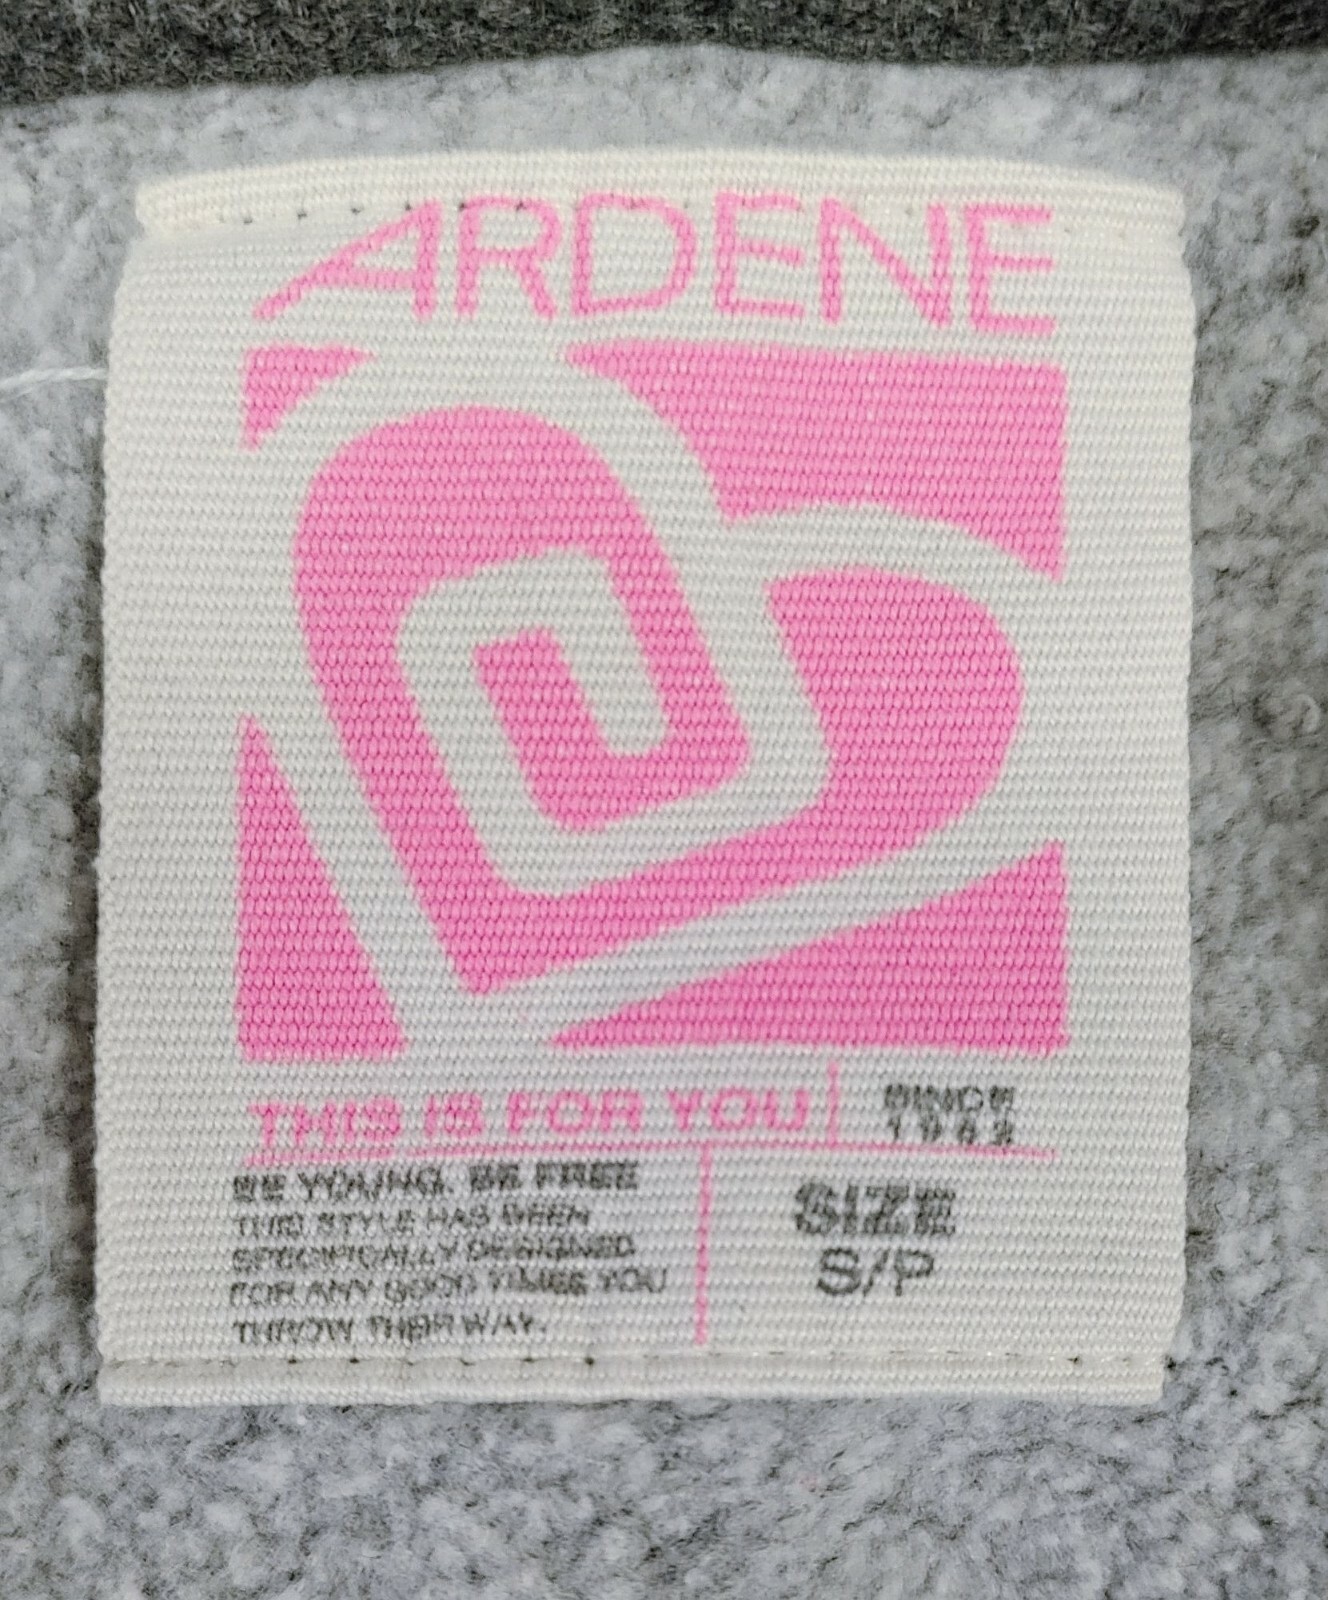 ARDENE
THIS IS FOR YOU
SINCE
1982
BE YOUNG. BE FREE
THIS STYLE HAS BEEN
SPECIFICALLY DESIGNED
FOR ANY GOOD TIMES YOU
THROW THEIR WAY.
SIZE
S/P